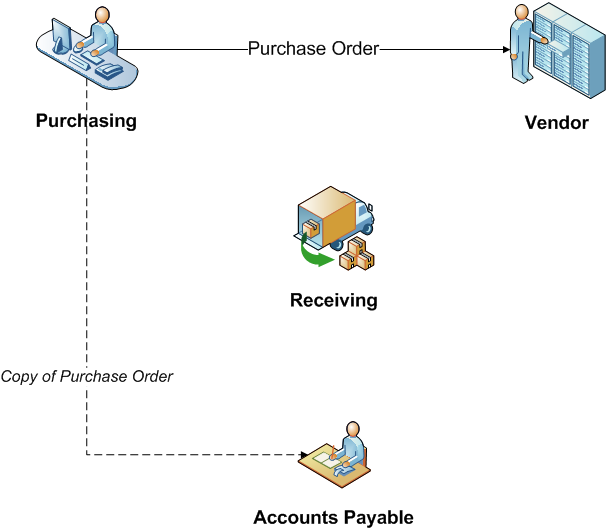 Purchase Order
Purchasing
Vendor
Receiving
Copy of Purchase Order
Accounts Payable